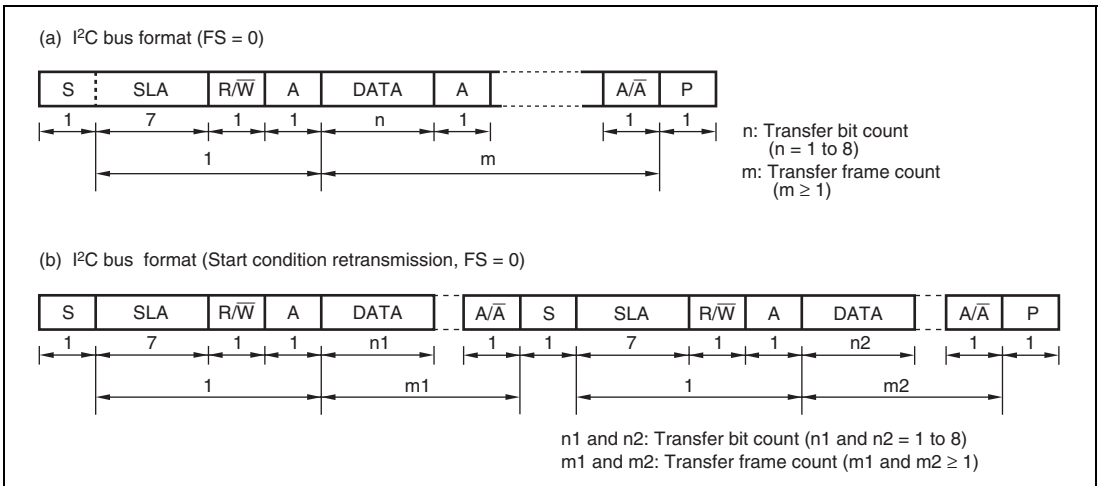 (a) I²C bus format (FS = 0)
S SLA R/W̅ A DATA A A/A̅ P
1 7 1 1 n 1 1 1
1 m
n: Transfer bit count
(n = 1 to 8)
m: Transfer frame count
(m ≥ 1)
(b) I²C bus format (Start condition retransmission, FS = 0)
S SLA R/W̅ A DATA A/A̅ S SLA R/W̅ A DATA A/A̅ P
1 7 1 1 n1 1 1 7 1 1 n2 1 1
1 m1 1 m2
n1 and n2: Transfer bit count (n1 and n2 = 1 to 8)
m1 and m2: Transfer frame count (m1 and m2 ≥ 1)